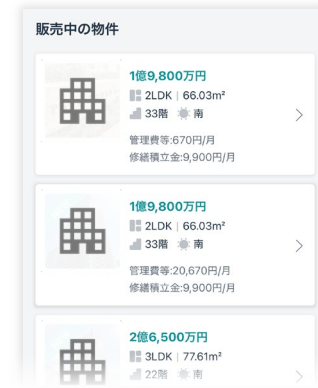 販売中の物件
1億9,800万円
2LDK | 66.03m²
33階 南
管理費等:670円/月
修繕積立金:9,900円/月
1億9,800万円
2LDK | 66.03m²
33階 南
管理費等:20,670円/月
修繕積立金:9,900円/月
2億6,500万円
3LDK | 77.61m²
22階 南